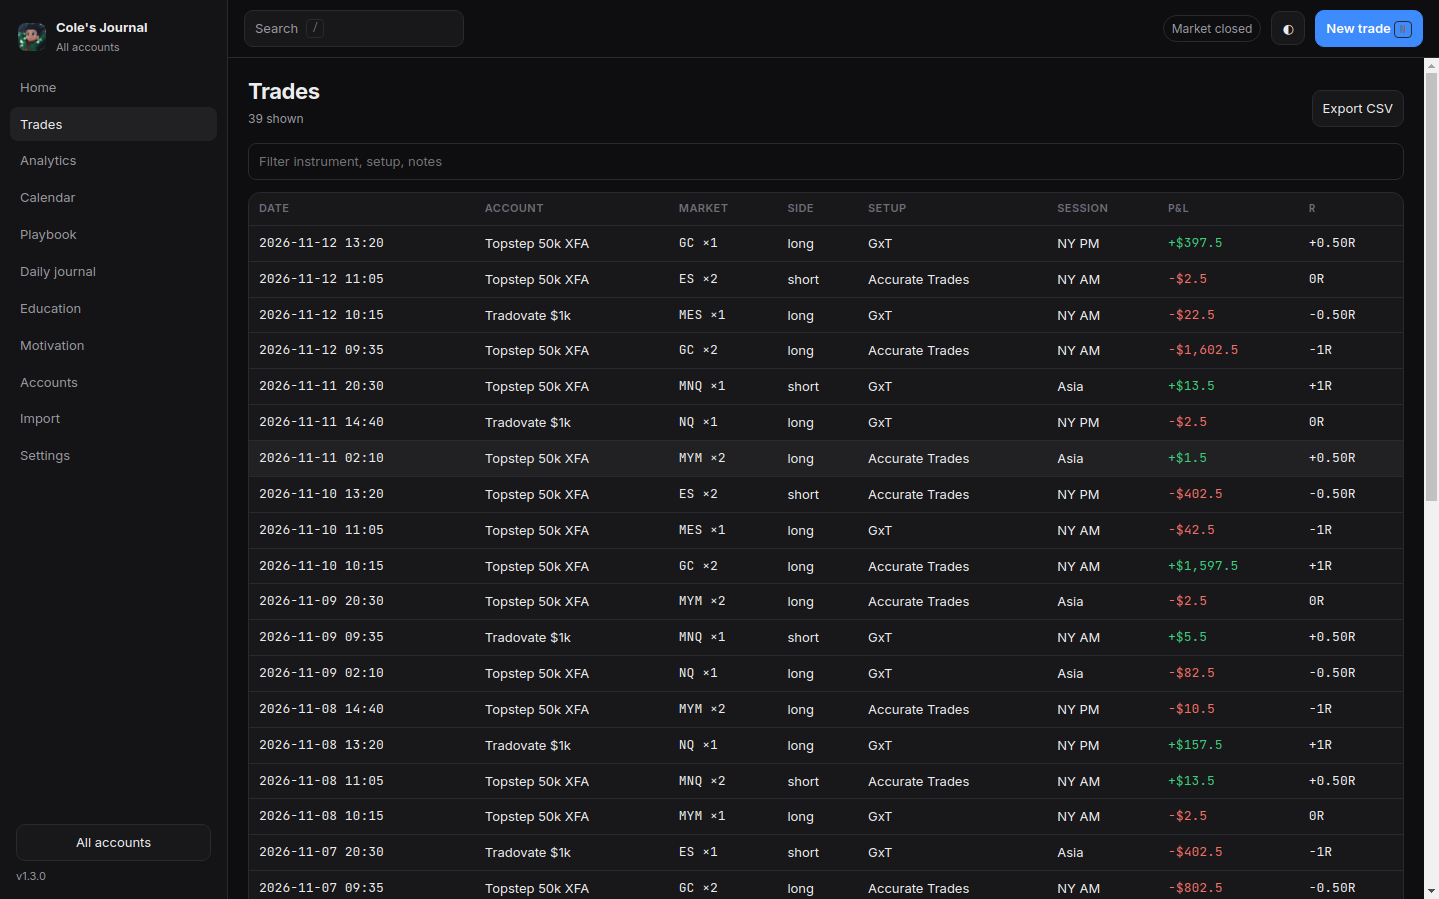 Cole's Journal
All accounts
Search /
Market closed
New trade
Home
Trades
Analytics
Calendar
Playbook
Daily journal
Education
Motivation
Accounts
Import
Settings
All accounts
v1.3.0
Trades
39 shown
Export CSV
Filter instrument, setup, notes
DATE ACCOUNT MARKET SIDE SETUP SESSION P&L R
2026-11-12 13:20 Topstep 50k XFA GC ×1 long GxT NY PM +$397.5 +0.50R
2026-11-12 11:05 Topstep 50k XFA ES ×2 short Accurate Trades NY AM -$2.5 0R
2026-11-12 10:15 Tradovate $1k MES ×1 long GxT NY AM -$22.5 -0.50R
2026-11-12 09:35 Topstep 50k XFA GC ×2 long Accurate Trades NY AM -$1,602.5 -1R
2026-11-11 20:30 Topstep 50k XFA MNQ ×1 short GxT Asia +$13.5 +1R
2026-11-11 14:40 Tradovate $1k NQ ×1 long GxT NY PM -$2.5 0R
2026-11-11 02:10 Topstep 50k XFA MYM ×2 long Accurate Trades Asia +$1.5 +0.50R
2026-11-10 13:20 Topstep 50k XFA ES ×2 short Accurate Trades NY PM -$402.5 -0.50R
2026-11-10 11:05 Topstep 50k XFA MES ×1 long GxT NY AM -$42.5 -1R
2026-11-10 10:15 Topstep 50k XFA GC ×2 long Accurate Trades NY AM +$1,597.5 +1R
2026-11-09 20:30 Topstep 50k XFA MYM ×2 long Accurate Trades Asia -$2.5 0R
2026-11-09 09:35 Tradovate $1k MNQ ×1 short GxT NY AM +$5.5 +0.50R
2026-11-09 02:10 Topstep 50k XFA NQ ×1 long GxT Asia -$82.5 -0.50R
2026-11-08 14:40 Topstep 50k XFA MYM ×2 long Accurate Trades NY PM -$10.5 -1R
2026-11-08 13:20 Tradovate $1k NQ ×1 long GxT NY PM +$157.5 +1R
2026-11-08 11:05 Topstep 50k XFA MNQ ×2 short Accurate Trades NY AM +$13.5 +0.50R
2026-11-08 10:15 Topstep 50k XFA MYM ×1 long GxT NY AM -$2.5 0R
2026-11-07 20:30 Tradovate $1k ES ×1 short GxT Asia -$402.5 -1R
2026-11-07 09:35 Topstep 50k XFA GC ×2 long Accurate Trades NY AM -$802.5 -0.50R